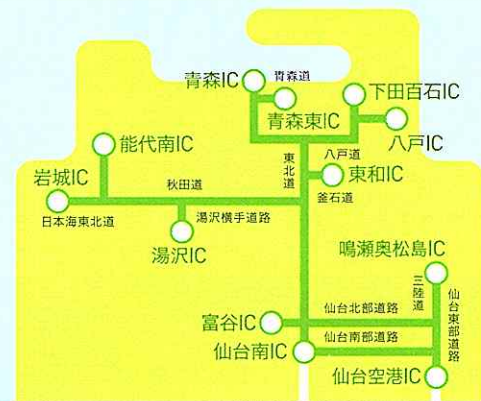 青森IC
青森道
青森東IC
下田百石IC
八戸IC
能代南IC
東北道
八戸道
東和IC
釜石道
岩城IC
秋田道
日本海東北道
湯沢横手道路
湯沢IC
鳴瀬奥松島IC
三陸道
仙台東部道路
富谷IC
仙台北部道路
仙台南部道路
仙台南IC
仙台空港IC